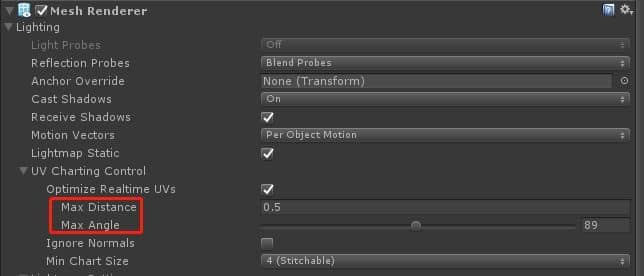 Mesh Renderer
Lighting
Light Probes Off
Reflection Probes Blend Probes
Anchor Override None (Transform)
Cast Shadows On
Receive Shadows
Motion Vectors Per Object Motion
Lightmap Static
UV Charting Control
Optimize Realtime UVs
Max Distance 0.5
Max Angle 89
Ignore Normals
Min Chart Size 4 (Stitchable)